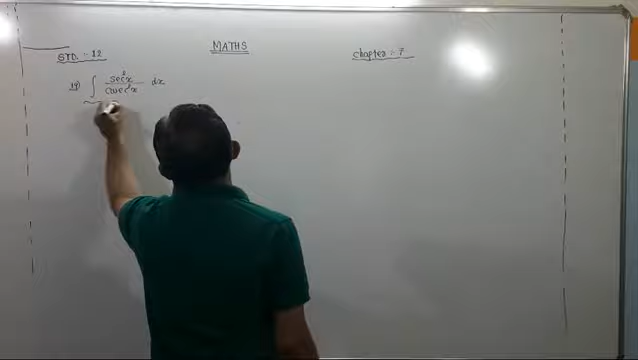 MATHS
STD. :- 12
chapter :- 7
19) ∫ sec²x / cosec²x dx